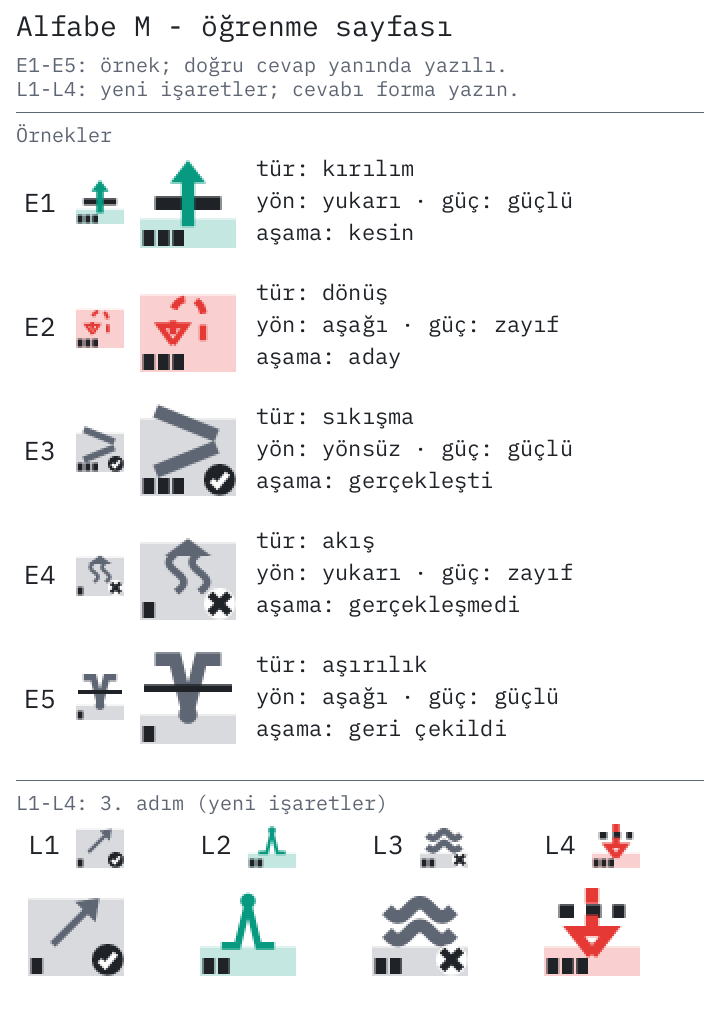 Alfabe M - öğrenme sayfası
E1-E5: örnek; doğru cevap yanında yazılı.
L1-L4: yeni işaretler; cevabı forma yazın.
Örnekler
E1
tür: kırılım
yön: yukarı · güç: güçlü
aşama: kesin
E2
tür: dönüş
yön: aşağı · güç: zayıf
aşama: aday
E3
tür: sıkışma
yön: yönsüz · güç: güçlü
aşama: gerçekleşti
E4
tür: akış
yön: yukarı · güç: zayıf
aşama: gerçekleşmedi
E5
tür: aşırılık
yön: aşağı · güç: güçlü
aşama: geri çekildi
L1-L4: 3. adım (yeni işaretler)
L1 L2 L3 L4